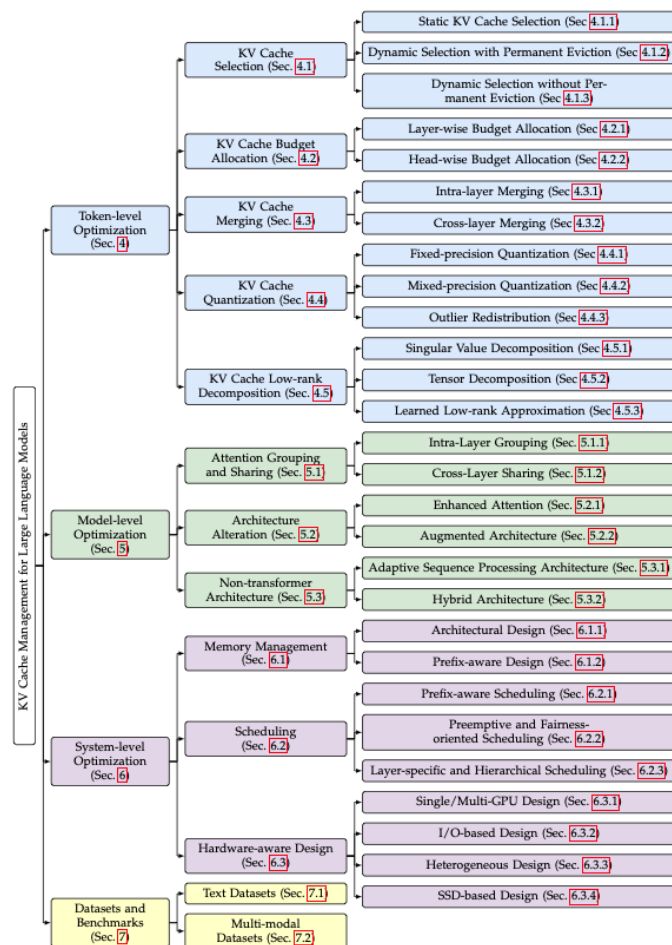 KV Cache Management for Large Language Models
Token-level
Optimization
(Sec. 4)
KV Cache
Selection (Sec. 4.1)
Static KV Cache Selection (Sec 4.1.1)
Dynamic Selection with Permanent Eviction (Sec 4.1.2)
Dynamic Selection without Per-
manent Eviction (Sec 4.1.3)
KV Cache Budget
Allocation (Sec. 4.2)
Layer-wise Budget Allocation (Sec 4.2.1)
Head-wise Budget Allocation (Sec 4.2.2)
KV Cache
Merging (Sec. 4.3)
Intra-layer Merging (Sec 4.3.1)
Cross-layer Merging (Sec 4.3.2)
KV Cache
Quantization (Sec. 4.4)
Fixed-precision Quantization (Sec 4.4.1)
Mixed-precision Quantization (Sec 4.4.2)
Outlier Redistribution (Sec 4.4.3)
KV Cache Low-rank
Decomposition (Sec. 4.5)
Singular Value Decomposition (Sec 4.5.1)
Tensor Decomposition (Sec 4.5.2)
Learned Low-rank Approximation (Sec 4.5.3)
Model-level
Optimization
(Sec. 5)
Attention Grouping
and Sharing (Sec. 5.1)
Intra-Layer Grouping (Sec. 5.1.1)
Cross-Layer Sharing (Sec. 5.1.2)
Architecture
Alteration (Sec. 5.2)
Enhanced Attention (Sec. 5.2.1)
Augmented Architecture (Sec. 5.2.2)
Non-transformer
Architecture (Sec. 5.3)
Adaptive Sequence Processing Architecture (Sec. 5.3.1)
Hybrid Architecture (Sec. 5.3.2)
System-level
Optimization
(Sec. 6)
Memory Management
(Sec. 6.1)
Architectural Design (Sec. 6.1.1)
Prefix-aware Design (Sec. 6.1.2)
Scheduling
(Sec. 6.2)
Prefix-aware Scheduling (Sec. 6.2.1)
Preemptive and Fairness-
oriented Scheduling (Sec. 6.2.2)
Layer-specific and Hierarchical Scheduling (Sec. 6.2.3)
Hardware-aware Design
(Sec. 6.3)
Single/Multi-GPU Design (Sec. 6.3.1)
I/O-based Design (Sec. 6.3.2)
Heterogeneous Design (Sec. 6.3.3)
SSD-based Design (Sec. 6.3.4)
Datasets and
Benchmarks
(Sec. 7)
Text Datasets (Sec. 7.1)
Multi-modal
Datasets (Sec. 7.2)